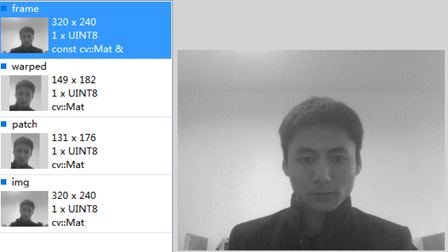 frame
320 x 240
1 x UINT8
const cv::Mat &
warped
149 x 182
1 x UINT8
cv::Mat
patch
131 x 176
1 x UINT8
cv::Mat
img
320 x 240
1 x UINT8
cv::Mat